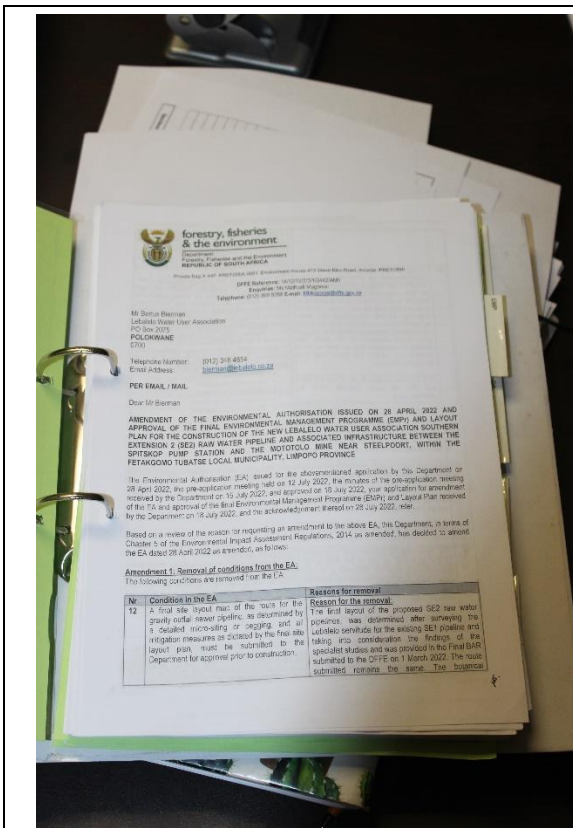 forestry, fisheries
& the environment
Department:
Forestry, Fisheries and the Environment
REPUBLIC OF SOUTH AFRICA
DFFE Reference:
Enquiries:
Telephone: (012) 399 E-mail:
Mr Bertus Bierman
Lebalelo Water User Association
PO Box 2075
POLOKWANE
0700
Telephone Number: (012) 346 4854
Email Address: bierman@lebalelo.co.za
PER EMAIL / MAIL
Dear Mr Bierman
AMENDMENT OF THE ENVIRONMENTAL AUTHORISATION ISSUED ON 28 APRIL 2022 AND
APPROVAL OF THE FINAL ENVIRONMENTAL MANAGEMENT PROGRAMME (EMPr) AND LAYOUT
PLAN FOR THE CONSTRUCTION OF THE NEW LEBALELO WATER USER ASSOCIATION SOUTHERN
EXTENSION 2 (SE2) RAW WATER PIPELINE AND ASSOCIATED INFRASTRUCTURE BETWEEN THE
SPITSKOP PUMP STATION AND THE MOTOTOLO MINE NEAR STEELPOORT, WITHIN THE
FETAKGOMO TUBATSE LOCAL MUNICIPALITY, LIMPOPO PROVINCE
The Environmental Authorisation (EA) issued for the abovementioned application by this Department on
28 April 2022, the pre-application meeting held on 12 July 2022, the minutes of the pre-application meeting
received by the Department on 15 July 2022, and approved on 18 July 2022, your application for amendment
of the EA and approval of the final Environmental Management Programme (EMPr) and Layout Plan received
by the Department on 18 July 2022, and the acknowledgement thereof on 28 July 2022, refer.
Based on a review of the reason for requesting an amendment to the above EA, this Department, in terms of
Chapter 5 of the Environmental Impact Assessment Regulations, 2014 as amended, has decided to amend
the EA dated 28 April 2022 as amended, as follows:
Amendment 1: Removal of conditions from the EA:
The following conditions are removed from the EA:
Nr Condition in the EA Reasons for removal
12 A final site layout map of the route for the
gravity outfall sewer pipeline, as determined by
a detailed micro-siting or pegging, and all
mitigation measures as dictated by the final site
layout plan, must be submitted to the
Department for approval prior to construction.
Reason for the removal:
The final layout of the proposed SE2 raw water
pipelines, was determined after surveying the
Lebalelo servitude for the existing SE1 pipeline and
taking into consideration the findings of the
specialist studies and was provided in the Final BAR
submitted to the DFFE on 1 March 2022. The route
submitted remains the same. The botanical